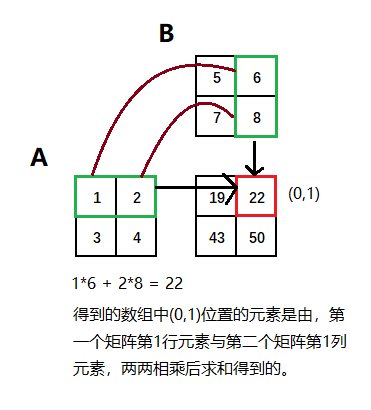 B
5 6
7 8
A
1 2 19 22 (0,1)
3 4 43 50
1*6 + 2*8 = 22
得到的数组中(0,1)位置的元素是由，第
一个矩阵第1行元素与第二个矩阵第1列
元素，两两相乘后求和得到的。